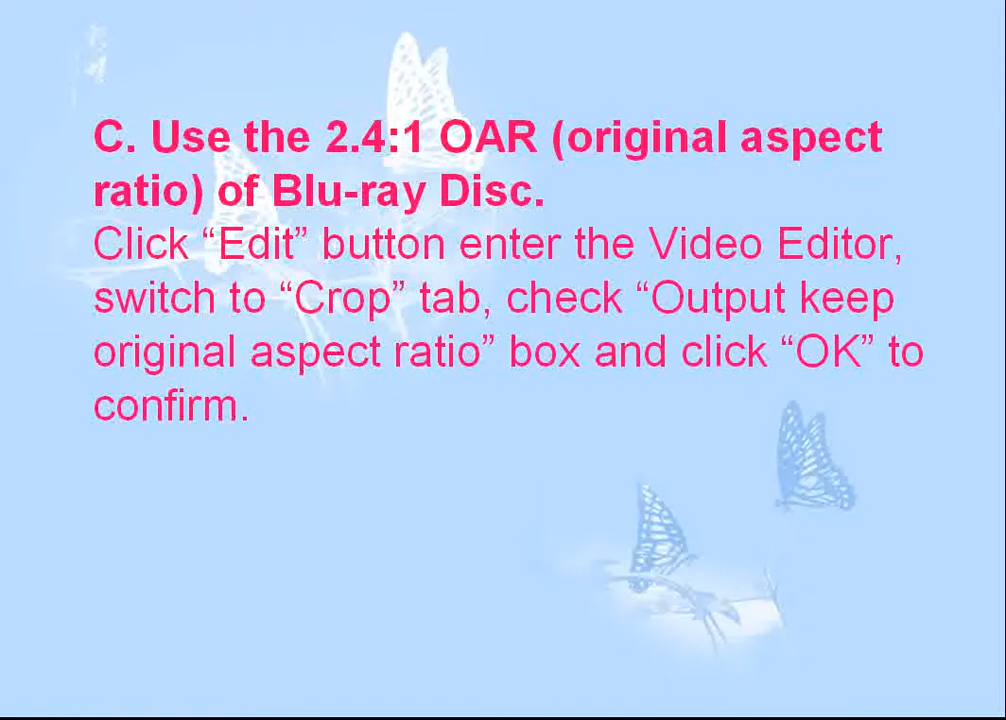 C. Use the 2.4:1 OAR (original aspect
ratio) of Blu-ray Disc.
Click “Edit” button enter the Video Editor,
switch to “Crop” tab, check “Output keep
original aspect ratio” box and click “OK” to
confirm.